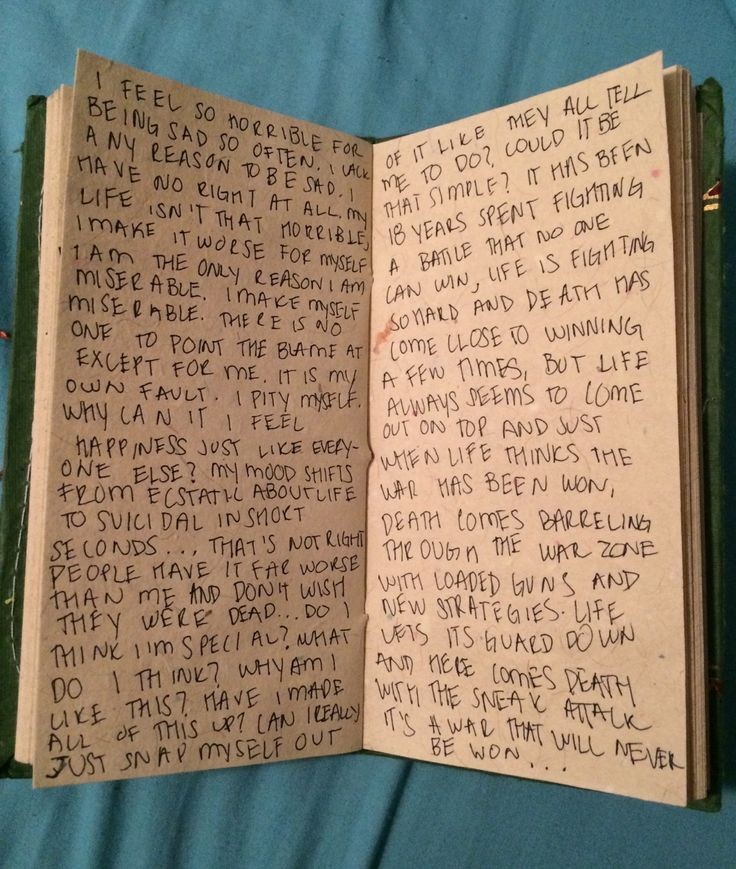 I FEEL SO HORRIBLE FOR
BEING SAD SO OFTEN. I LACK
ANY REASON TO BE SAD. I
HAVE NO RIGHT AT ALL. MY
LIFE ISN'T THAT HORRIBLE,
I MAKE IT WORSE FOR MYSELF
I AM THE ONLY REASON I AM
MISERABLE. I MAKE MYSELF
MISERABLE. THERE IS NO
ONE TO POINT THE BLAME AT
EXCEPT FOR ME. IT IS MY
OWN FAULT. I PITY MYSELF.
WHY CAN IT I FEEL
HAPPINESS JUST LIKE EVERY-
ONE ELSE? MY MOOD SHIFTS
FROM ECSTATIC ABOUT LIFE
TO SUICIDAL IN SHORT
SECONDS... THAT'S NOT RIGHT
PEOPLE HAVE IT FAR WORSE
THAN ME AND DON'T WISH
THEY WERE DEAD... DO I
THINK I'IM SPECIAL? WHAT
DO I THINK? WHY AM I
LIKE THIS? HAVE I MADE
ALL OF THIS UP? CAN I REALLY
JUST SNAP MYSELF OUT
OF IT LIKE THEY ALL TELL
ME TO DO? COULD IT BE
THAT SIMPLE? IT HAS BEEN
18 YEARS SPENT FIGHTING
A BATTLE THAT NO ONE
CAN WIN, LIFE IS FIGHTING
SO HARD AND DEATH HAS
COME CLOSE TO WINNING
A FEW TIMES, BUT LIFE
ALWAYS SEEMS TO COME
OUT ON TOP AND JUST
WHEN LIFE THINKS THE
WAR HAS BEEN WON,
DEATH COMES BARRELING
THROUGH THE WAR ZONE
WITH LOADED GUNS AND
NEW STRATEGIES. LIFE
LETS ITS GUARD DOWN
AND HERE COMES DEATH
WITH THE SNEAK ATTACK
IT'S A WAR THAT WILL NEVER
BE WON...